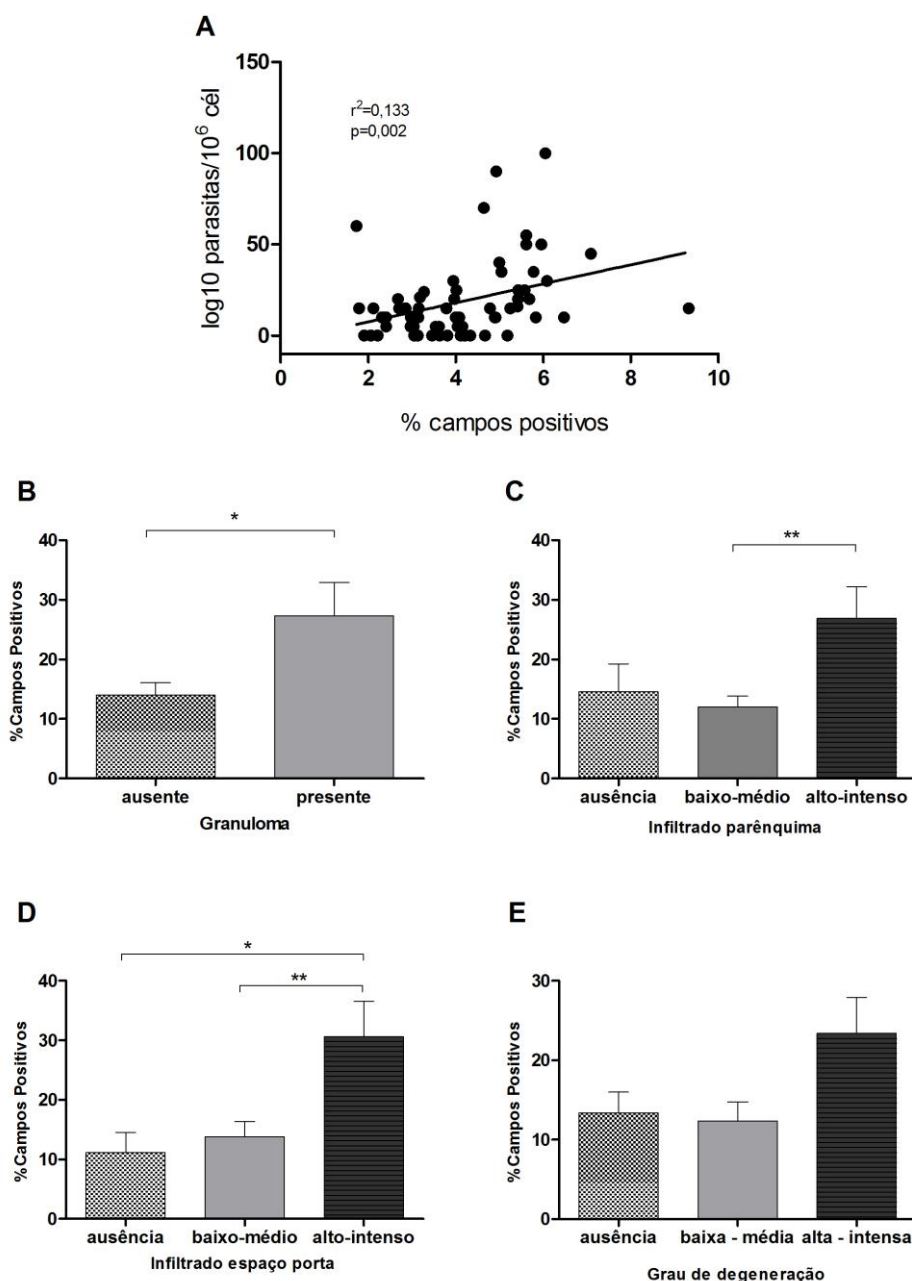 A
log10 parasitas/10⁶ cél
150
100
50
0
r²=0,133
p=0,002
0 2 4 6 8 10
% campos positivos
B
*
%Campos Positivos
40
30
20
10
0
ausente presente
Granuloma
C
**
%Campos Positivos
40
30
20
10
0
ausência baixo-médio alto-intenso
Infiltrado parênquima
D
*
**
%Campos Positivos
40
30
20
10
0
ausência baixo-médio alto-intenso
Infiltrado espaço porta
E
%Campos Positivos
30
20
10
0
ausência baixa - média alta - intensa
Grau de degeneração